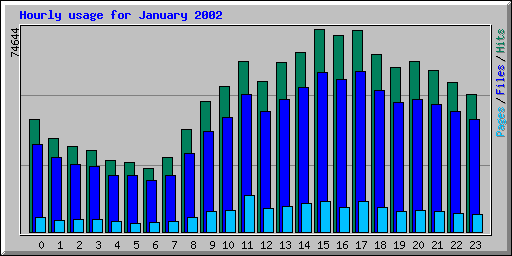 Hourly usage for January 2002
74644
Pages / Files / Hits
0 1 2 3 4 5 6 7 8 9 10 11 12 13 14 15 16 17 18 19 20 21 22 23